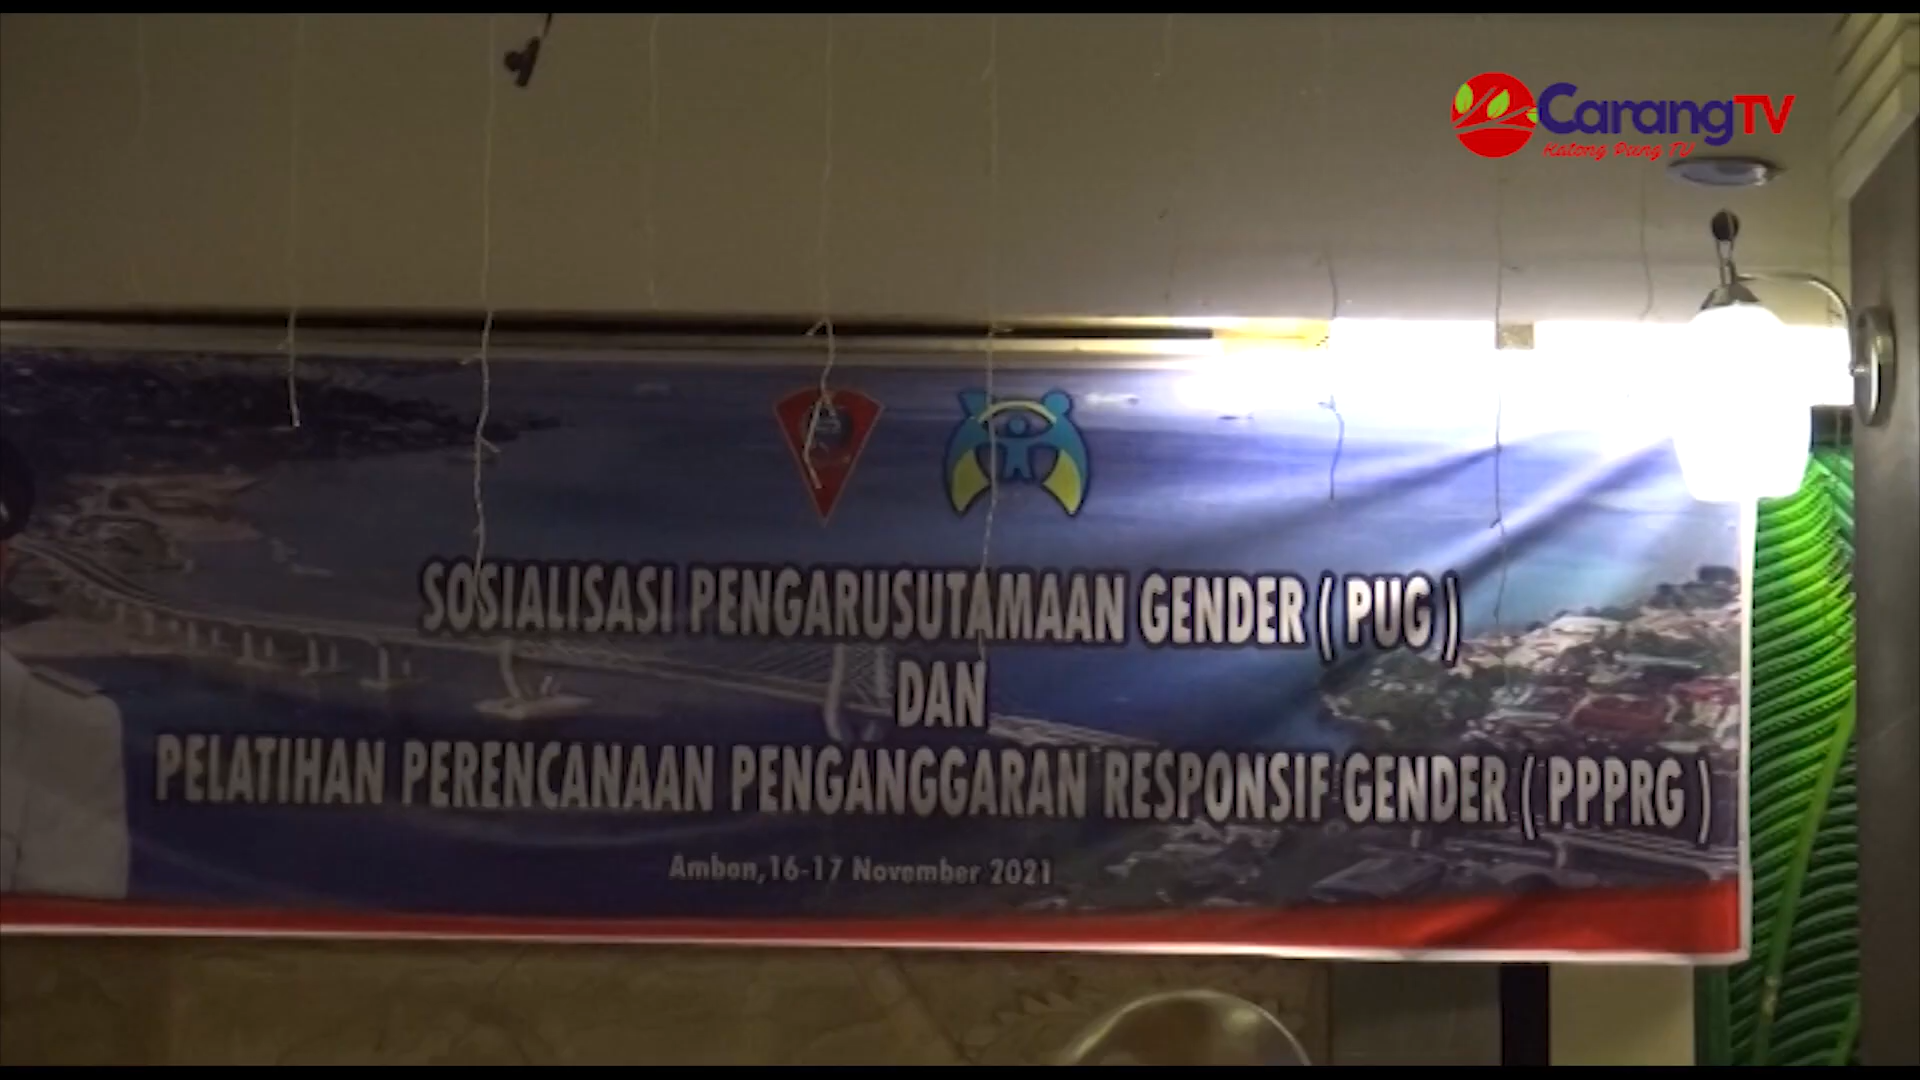 CarangTV
Katong Pung TV
SOSIALISASI PENGARUSUTAMAAN GENDER ( PUG )
DAN
PELATIHAN PERENCANAAN PENGANGGARAN RESPONSIF GENDER ( PPPRG )
Ambon, 16-17 November 2021